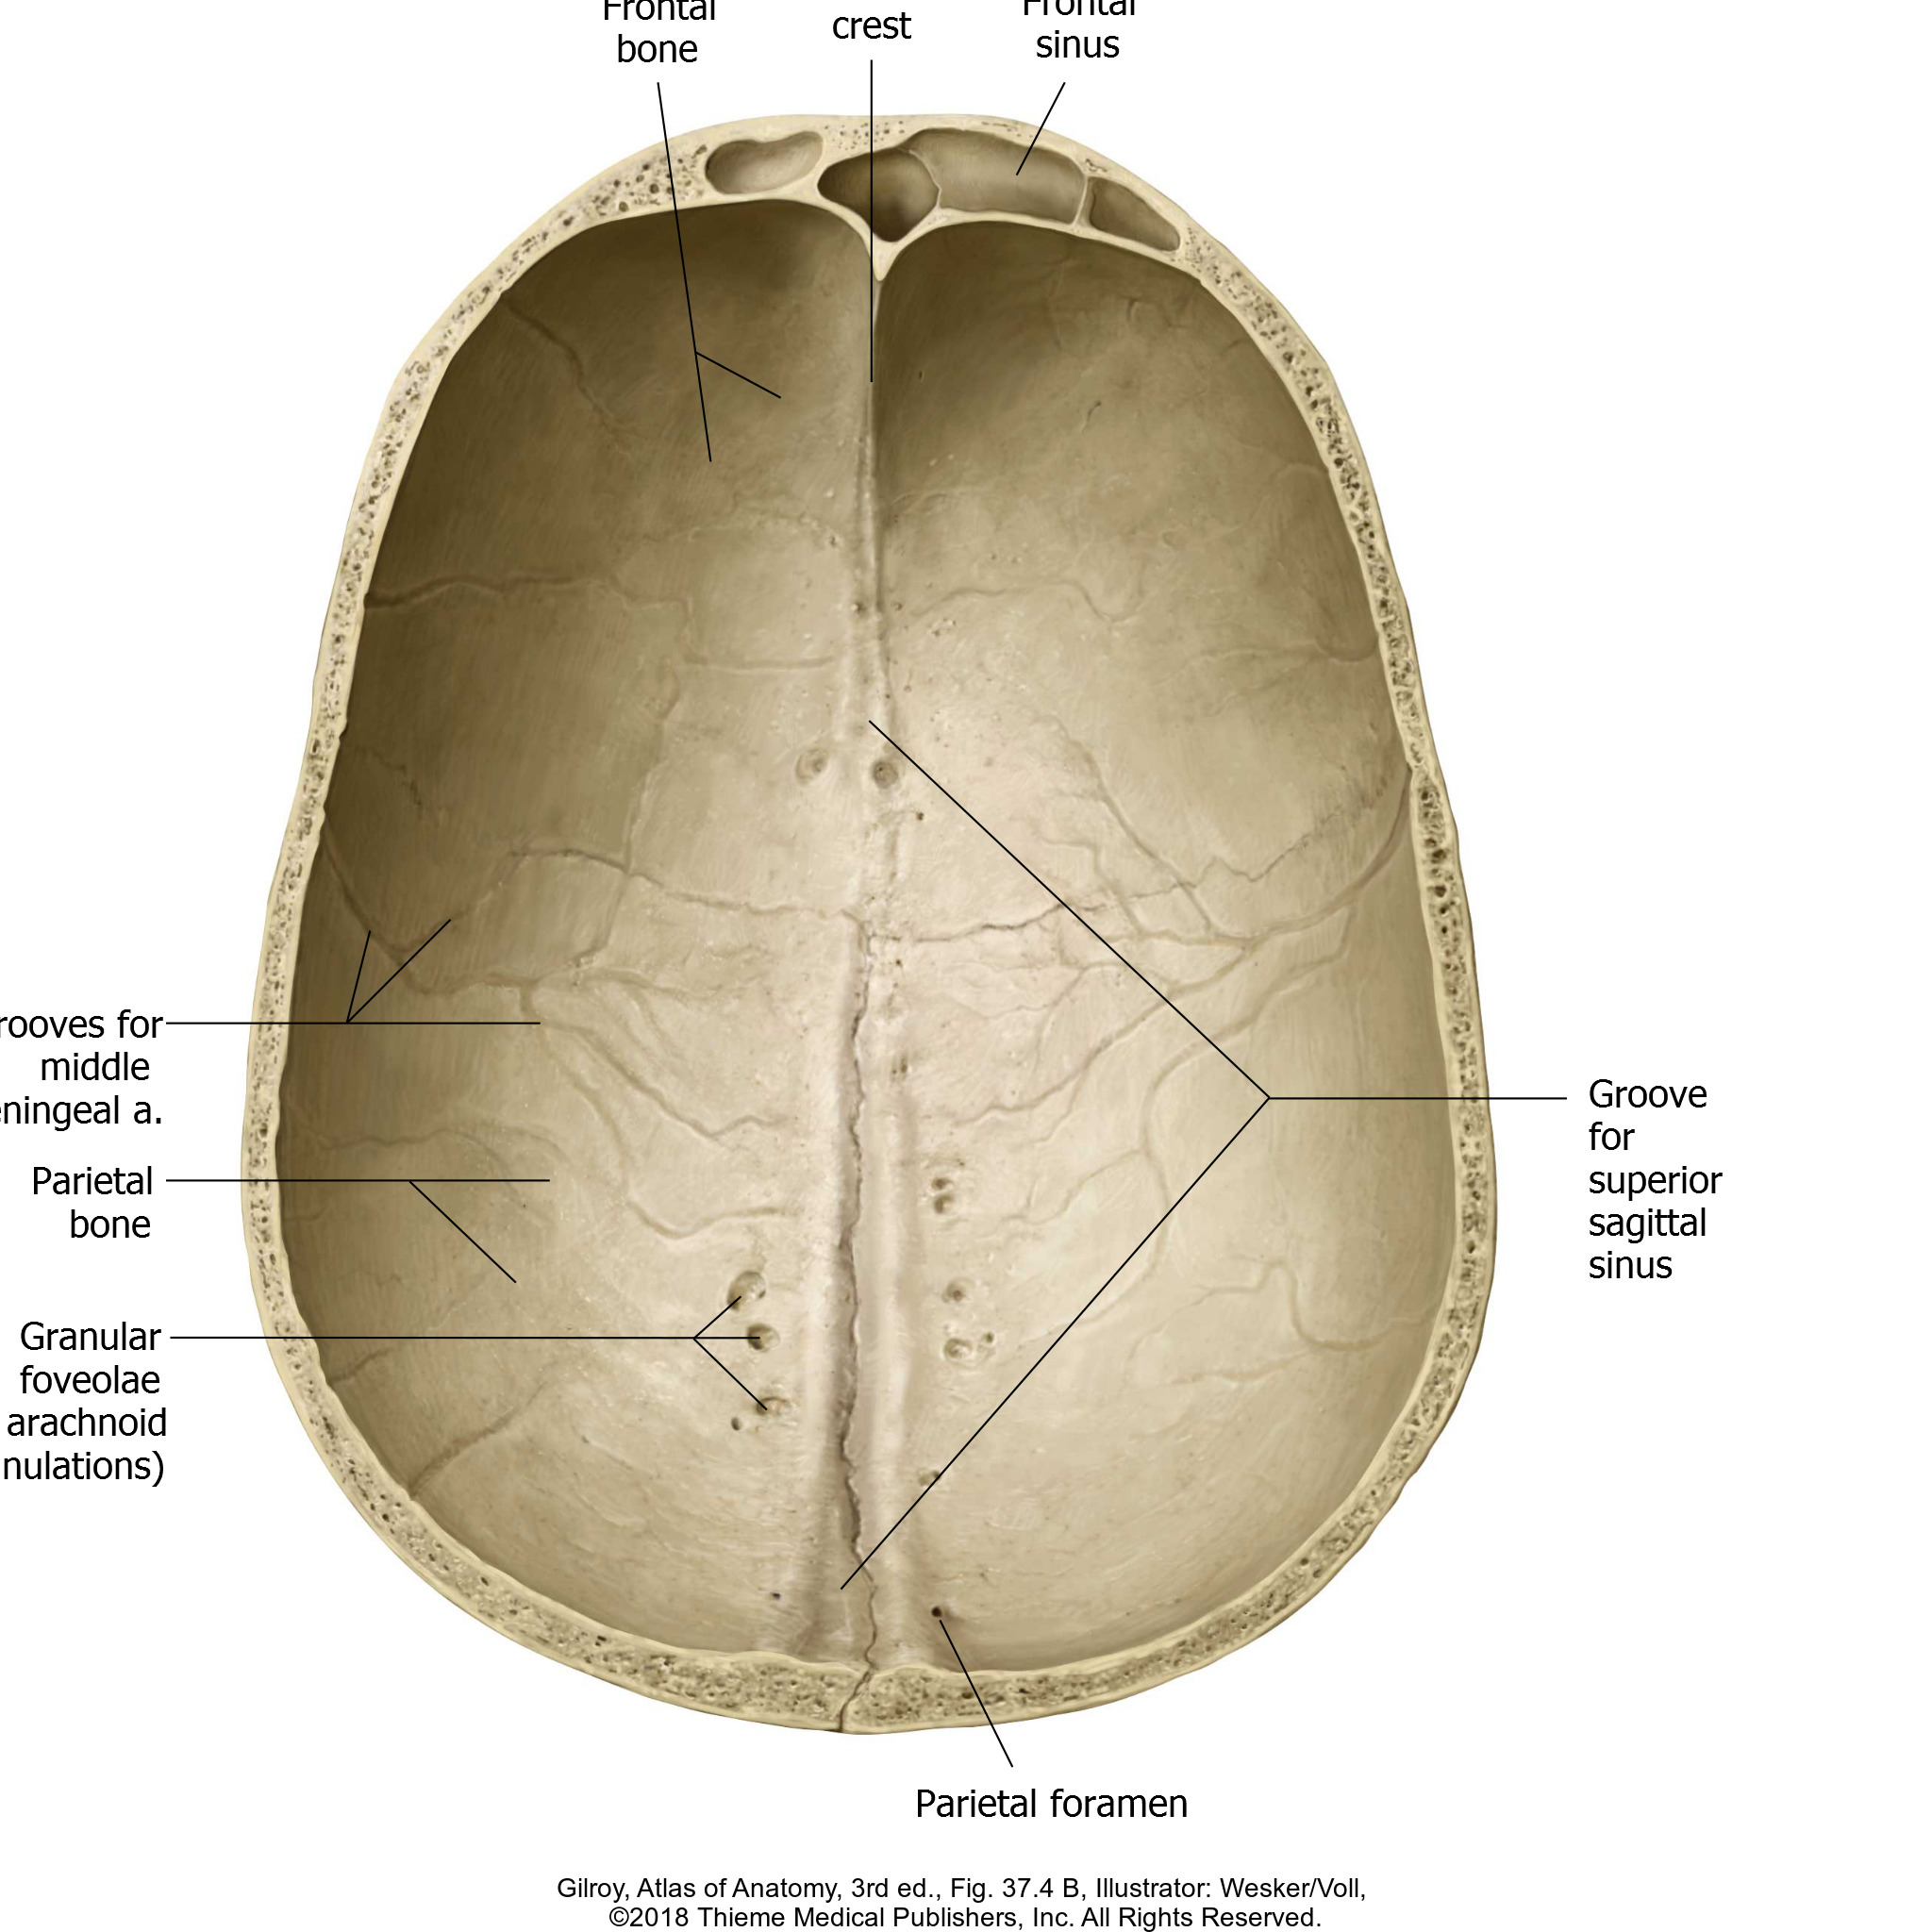 Frontal
bone
crest
Frontal
sinus
rooves for
middle
eningeal a.
Parietal
bone
Granular
foveolae
arachnoid
nulations)
Groove
for
superior
sagittal
sinus
Parietal foramen
Gilroy, Atlas of Anatomy, 3rd ed., Fig. 37.4 B, Illustrator: Wesker/Voll,
©2018 Thieme Medical Publishers, Inc. All Rights Reserved.